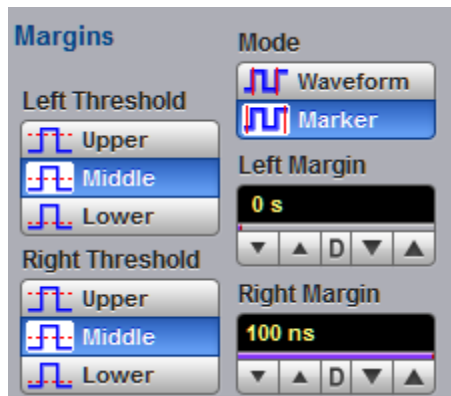 Margins
Left Threshold
Upper
Middle
Lower
Right Threshold
Upper
Middle
Lower
Mode
Waveform
Marker
Left Margin
0 s
D
Right Margin
100 ns
D